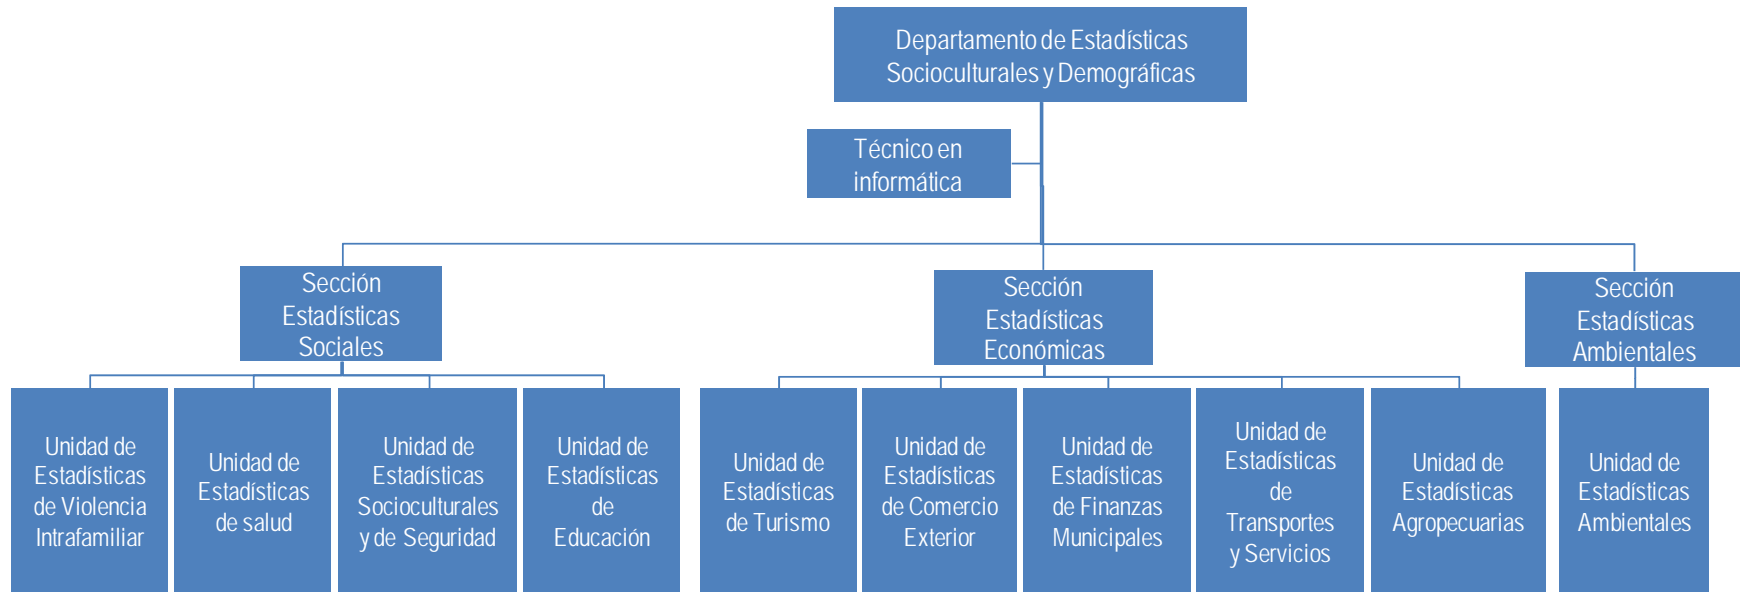 Departamento de Estadísticas
Socioculturales y Demográficas
Técnico en
informática
Sección
Estadísticas
Sociales
Sección
Estadísticas
Económicas
Sección
Estadísticas
Ambientales
Unidad de
Estadísticas
de Violencia
Intrafamiliar
Unidad de
Estadísticas
de salud
Unidad de
Estadísticas
Socioculturales
y de Seguridad
Unidad de
Estadísticas
de
Educación
Unidad de
Estadísticas
de Turismo
Unidad de
Estadísticas
de Comercio
Exterior
Unidad de
Estadísticas
de Finanzas
Municipales
Unidad de
Estadísticas
de
Transportes
y Servicios
Unidad de
Estadísticas
Agropecuarias
Unidad de
Estadísticas
Ambientales